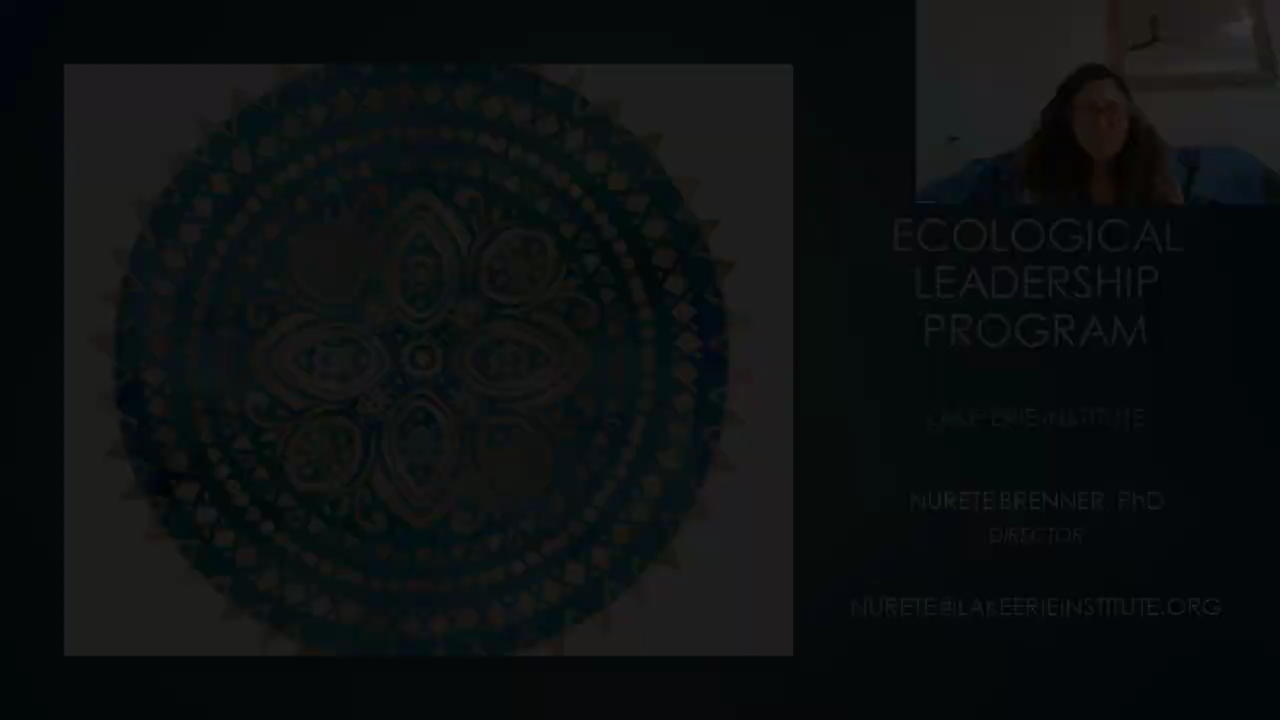 ECOLOGICAL
LEADERSHIP
PROGRAM
LAKE ERIE INSTITUTE
NURETE BRENNER, PHD
DIRECTOR
NURETE@LAKEERIEINSTITUTE.ORG